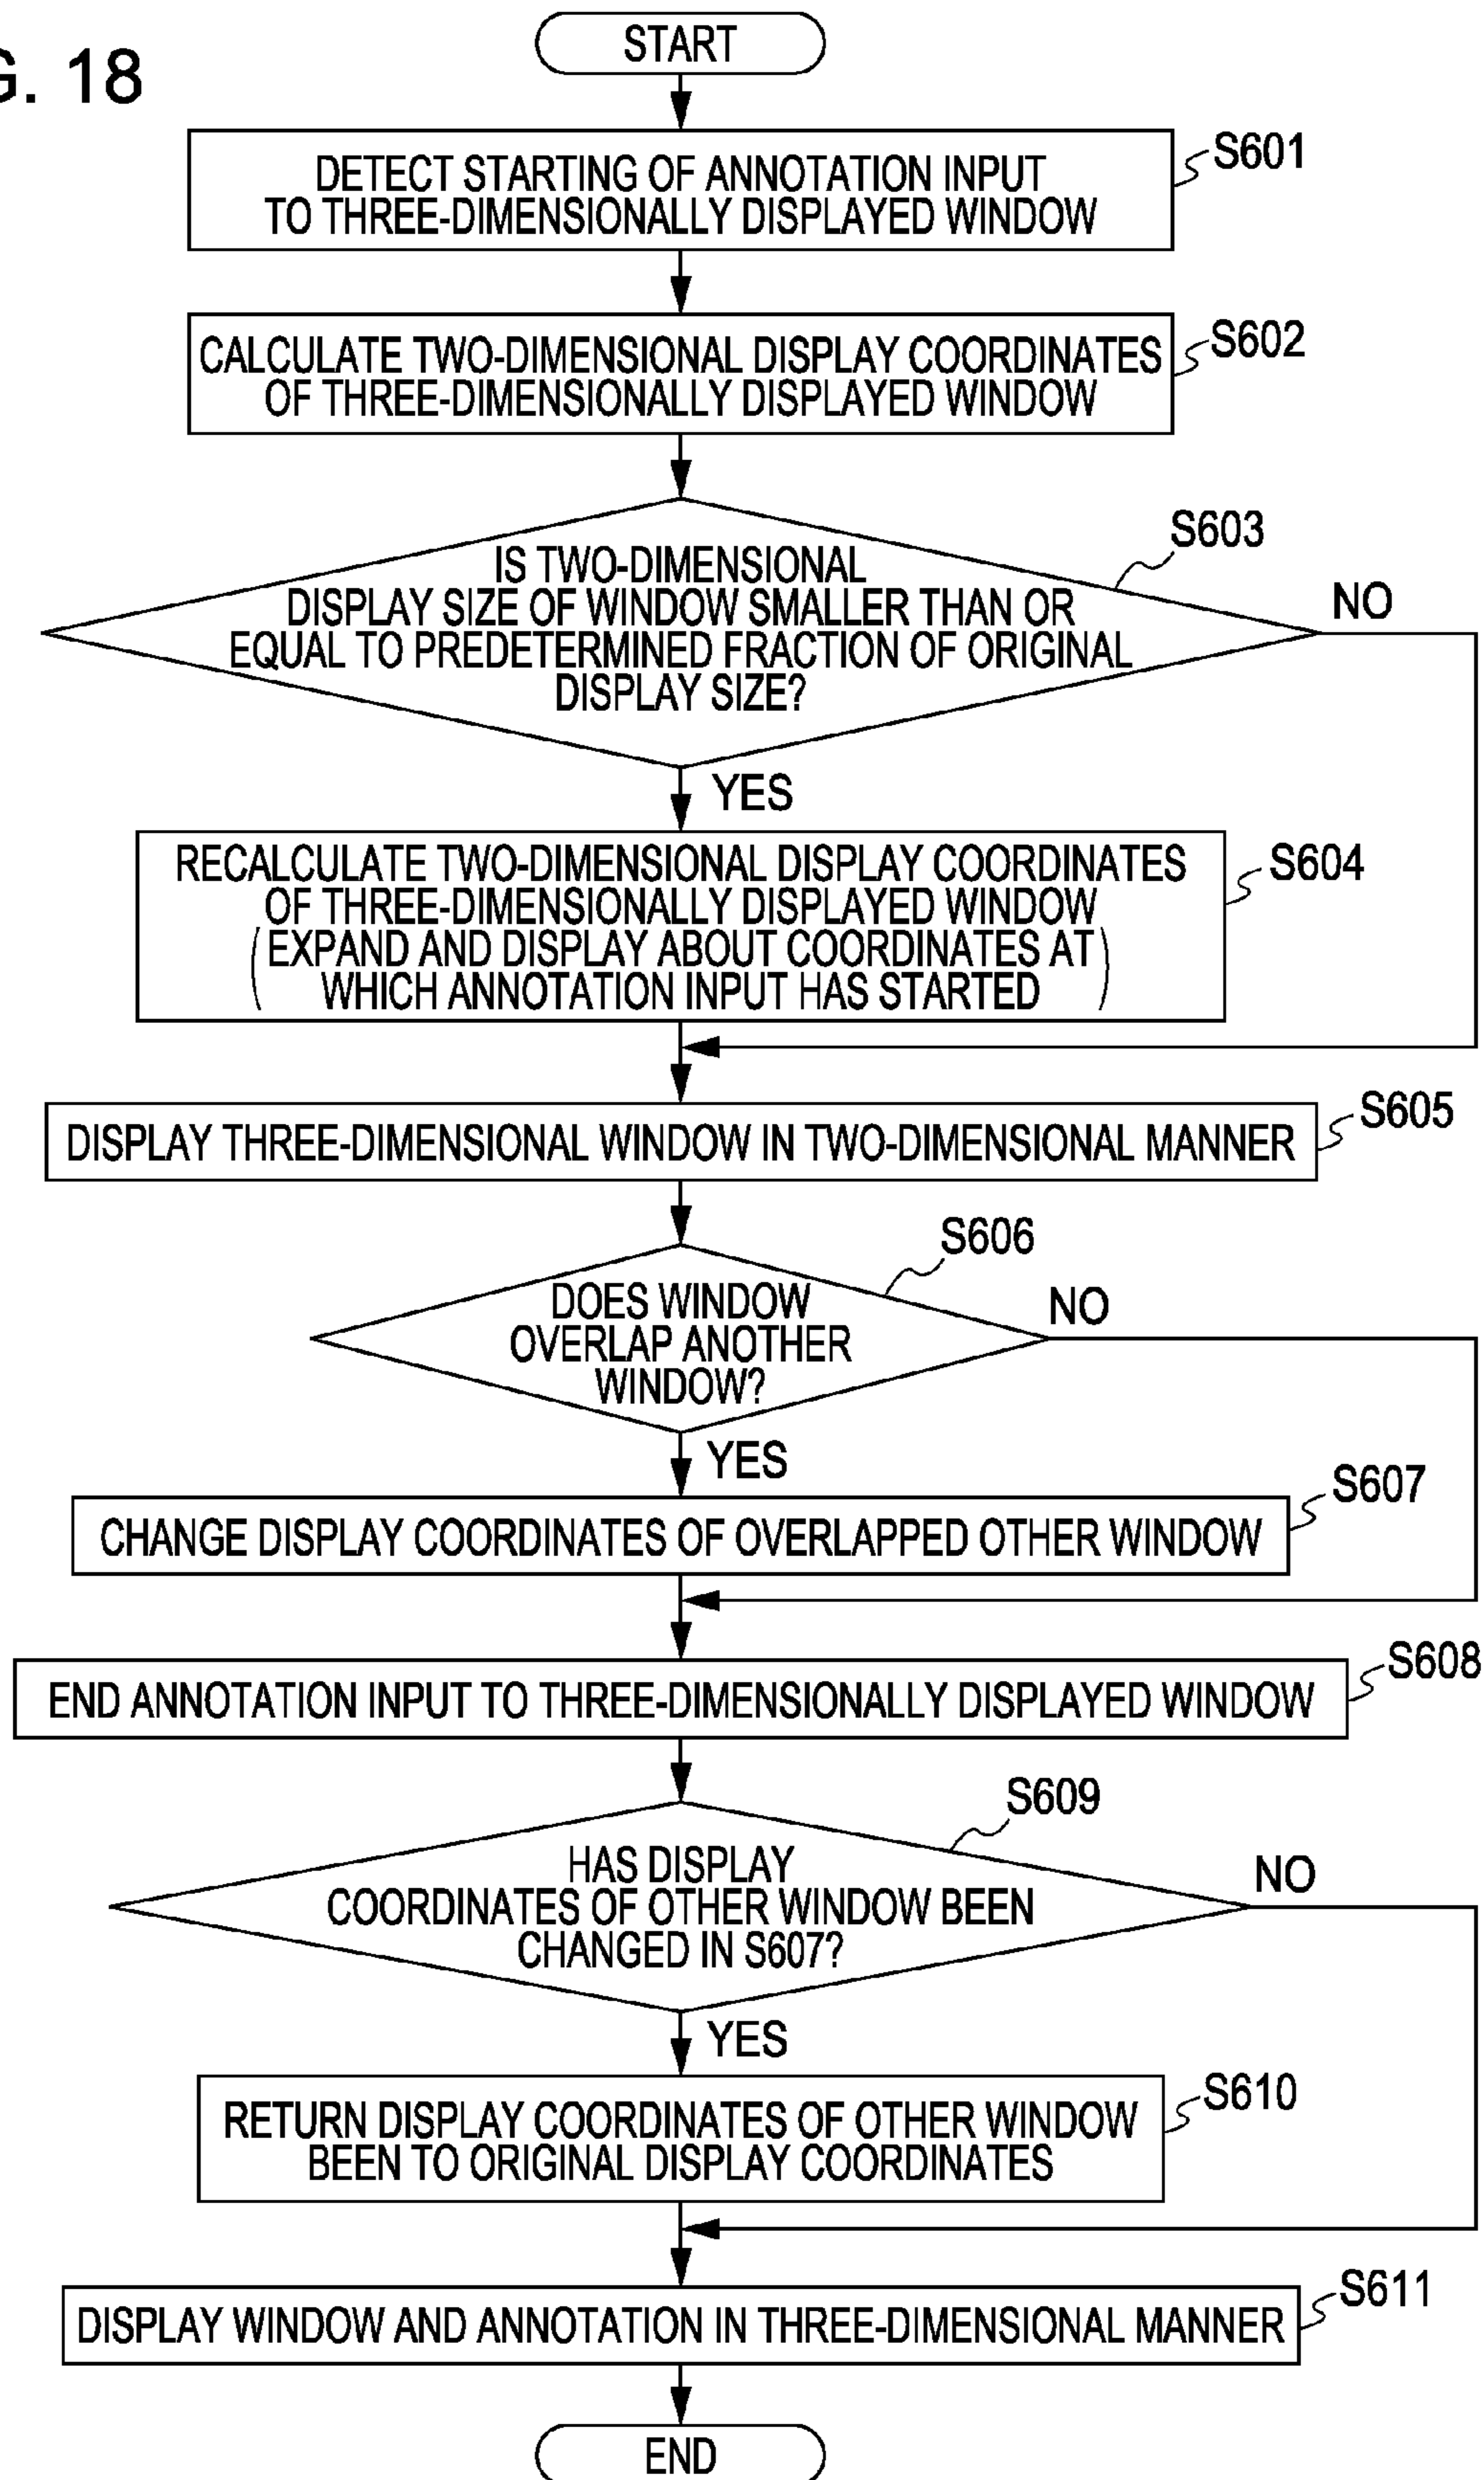 G. 18
START
DETECT STARTING OF ANNOTATION INPUT
TO THREE-DIMENSIONALLY DISPLAYED WINDOW
S601
CALCULATE TWO-DIMENSIONAL DISPLAY COORDINATES
OF THREE-DIMENSIONALLY DISPLAYED WINDOW
S602
IS TWO-DIMENSIONAL
DISPLAY SIZE OF WINDOW SMALLER THAN OR
EQUAL TO PREDETERMINED FRACTION OF ORIGINAL
DISPLAY SIZE?
S603
NO
YES
RECALCULATE TWO-DIMENSIONAL DISPLAY COORDINATES
OF THREE-DIMENSIONALLY DISPLAYED WINDOW
(EXPAND AND DISPLAY ABOUT COORDINATES AT
WHICH ANNOTATION INPUT HAS STARTED)
S604
DISPLAY THREE-DIMENSIONAL WINDOW IN TWO-DIMENSIONAL MANNER
S605
DOES WINDOW
OVERLAP ANOTHER
WINDOW?
S606
NO
YES
CHANGE DISPLAY COORDINATES OF OVERLAPPED OTHER WINDOW
S607
END ANNOTATION INPUT TO THREE-DIMENSIONALLY DISPLAYED WINDOW
S608
HAS DISPLAY
COORDINATES OF OTHER WINDOW BEEN
CHANGED IN S607?
S609
NO
YES
RETURN DISPLAY COORDINATES OF OTHER WINDOW
BEEN TO ORIGINAL DISPLAY COORDINATES
S610
DISPLAY WINDOW AND ANNOTATION IN THREE-DIMENSIONAL MANNER
S611
END